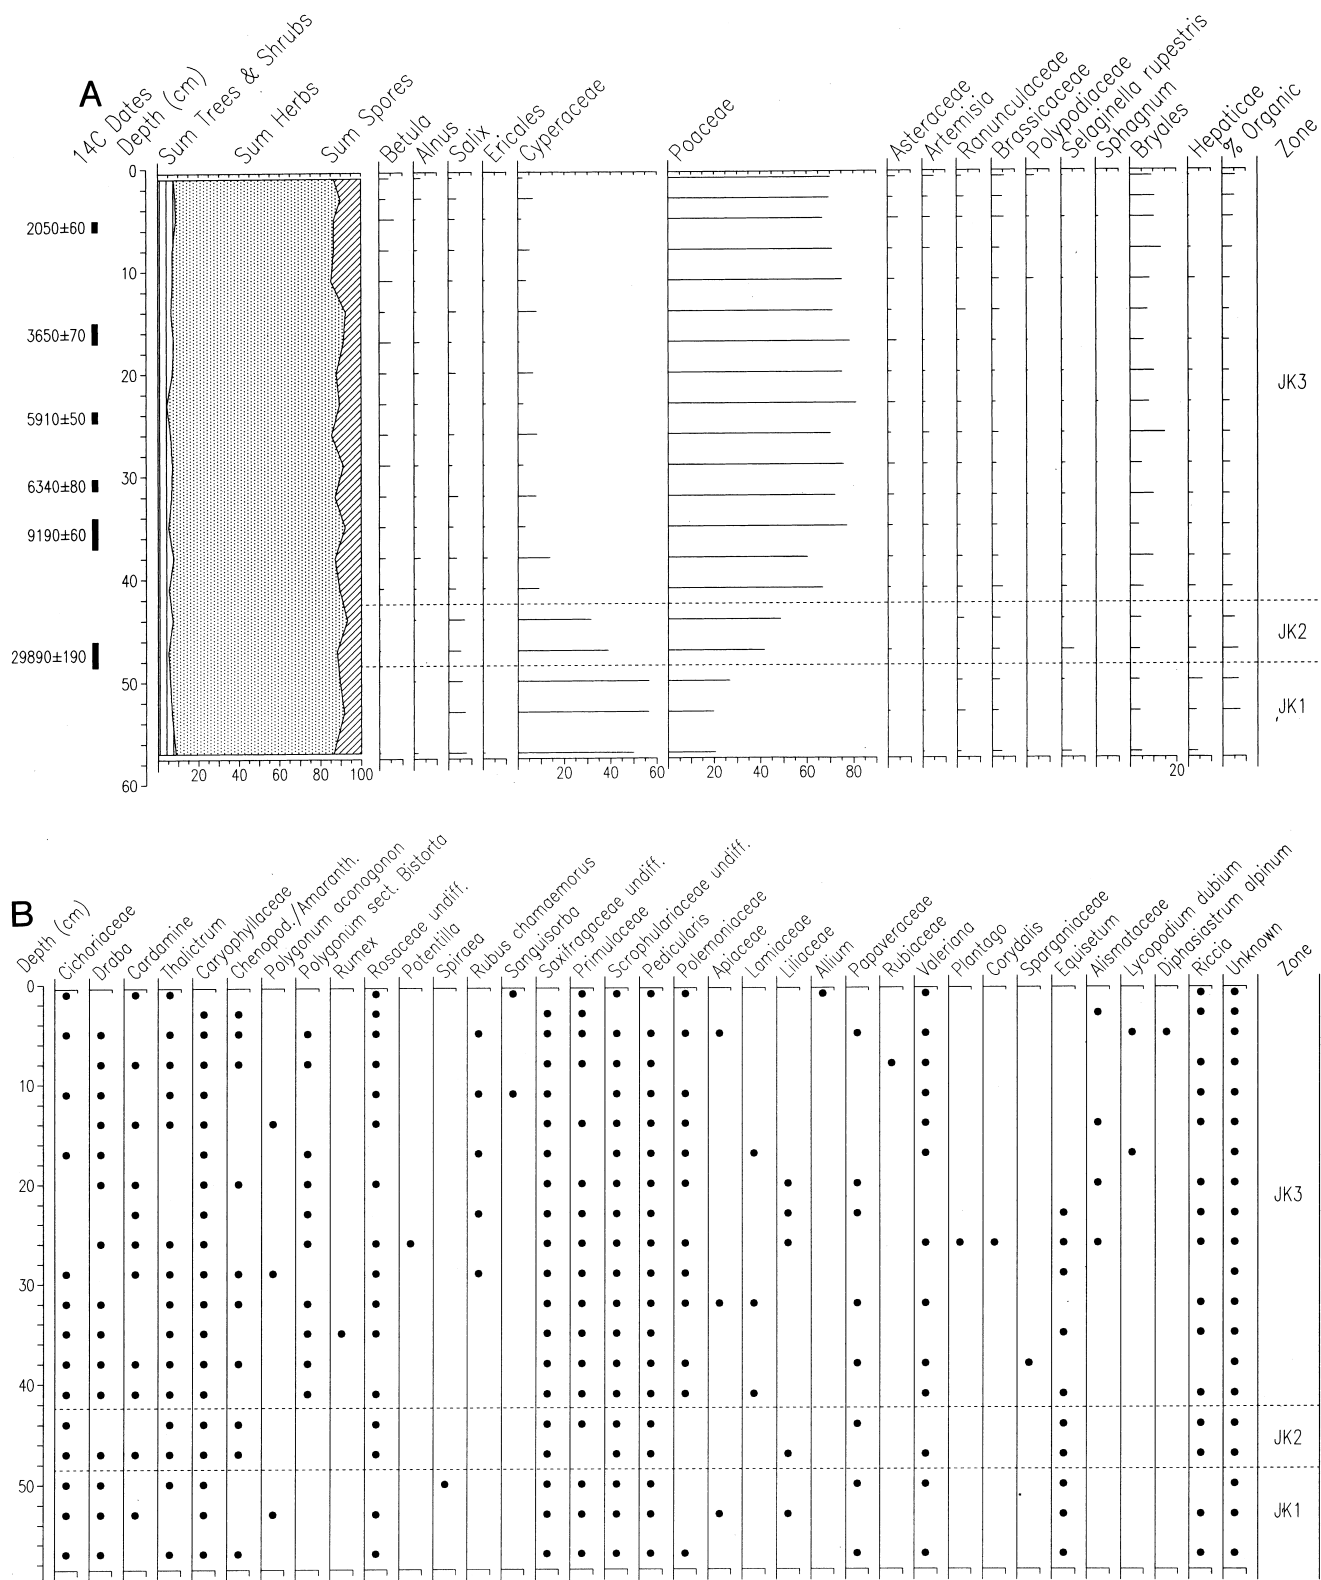 A
14C Dates
Depth (cm)
Sum Trees & Shrubs
Sum Herbs
Sum Spores
Betula
Alnus
Salix
Ericales
Cyperaceae
Poaceae
Asteraceae
Artemisia
Ranunculaceae
Brassicaceae
Polypodiaceae
Selaginella rupestris
Sphagnum
Bryales
Hepaticae
% Organic
Zone
0
2050±60
10
3650±70
20
JK3
5910±50
30
6340±80
9190±60
40
JK2
29890±190
50
JK1
60
20 40 60 80 100
20 40 60
20 40 60 80
20
B
Depth (cm)
Cichoriaceae
Draba
Cardamine
Thalictrum
Caryophyllaceae
Chenopod./Amaranth.
Polygonum aconogonon
Polygonum sect. Bistorta
Rumex
Rosaceae undiff.
Potentilla
Spiraea
Rubus chamaemorus
Sanguisorba
Saxifragaceae undiff.
Primulaceae
Scrophulariaceae undiff.
Pedicularis
Polemoniaceae
Apiaceae
Lamiaceae
Liliaceae
Allium
Papaveraceae
Rubiaceae
Valeriana
Plantago
Corydalis
Sparganiaceae
Equisetum
Alismataceae
Lycopodium dubium
Diphasiastrum alpinum
Riccia
Unknown
Zone
0
10
20
JK3
30
40
JK2
50
JK1